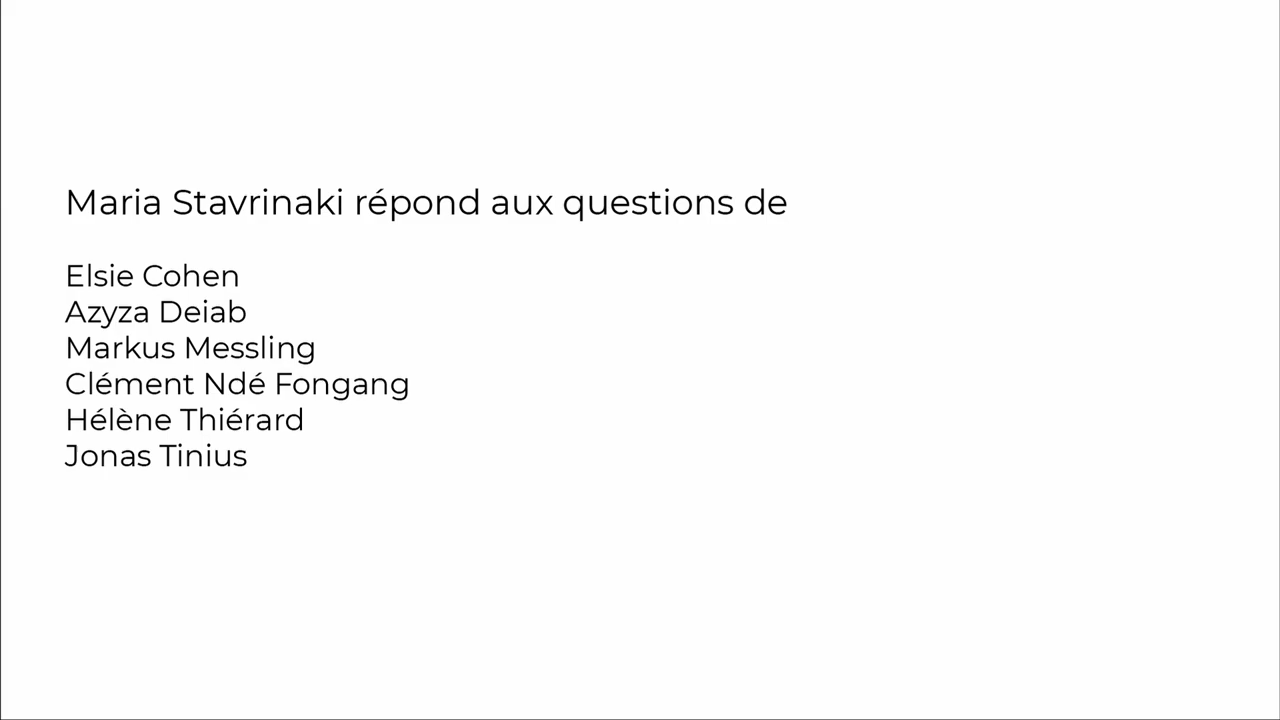 Maria Stavrinaki répond aux questions de
Elsie Cohen
Azyza Deiab
Markus Messling
Clément Ndé Fongang
Hélène Thiérard
Jonas Tinius